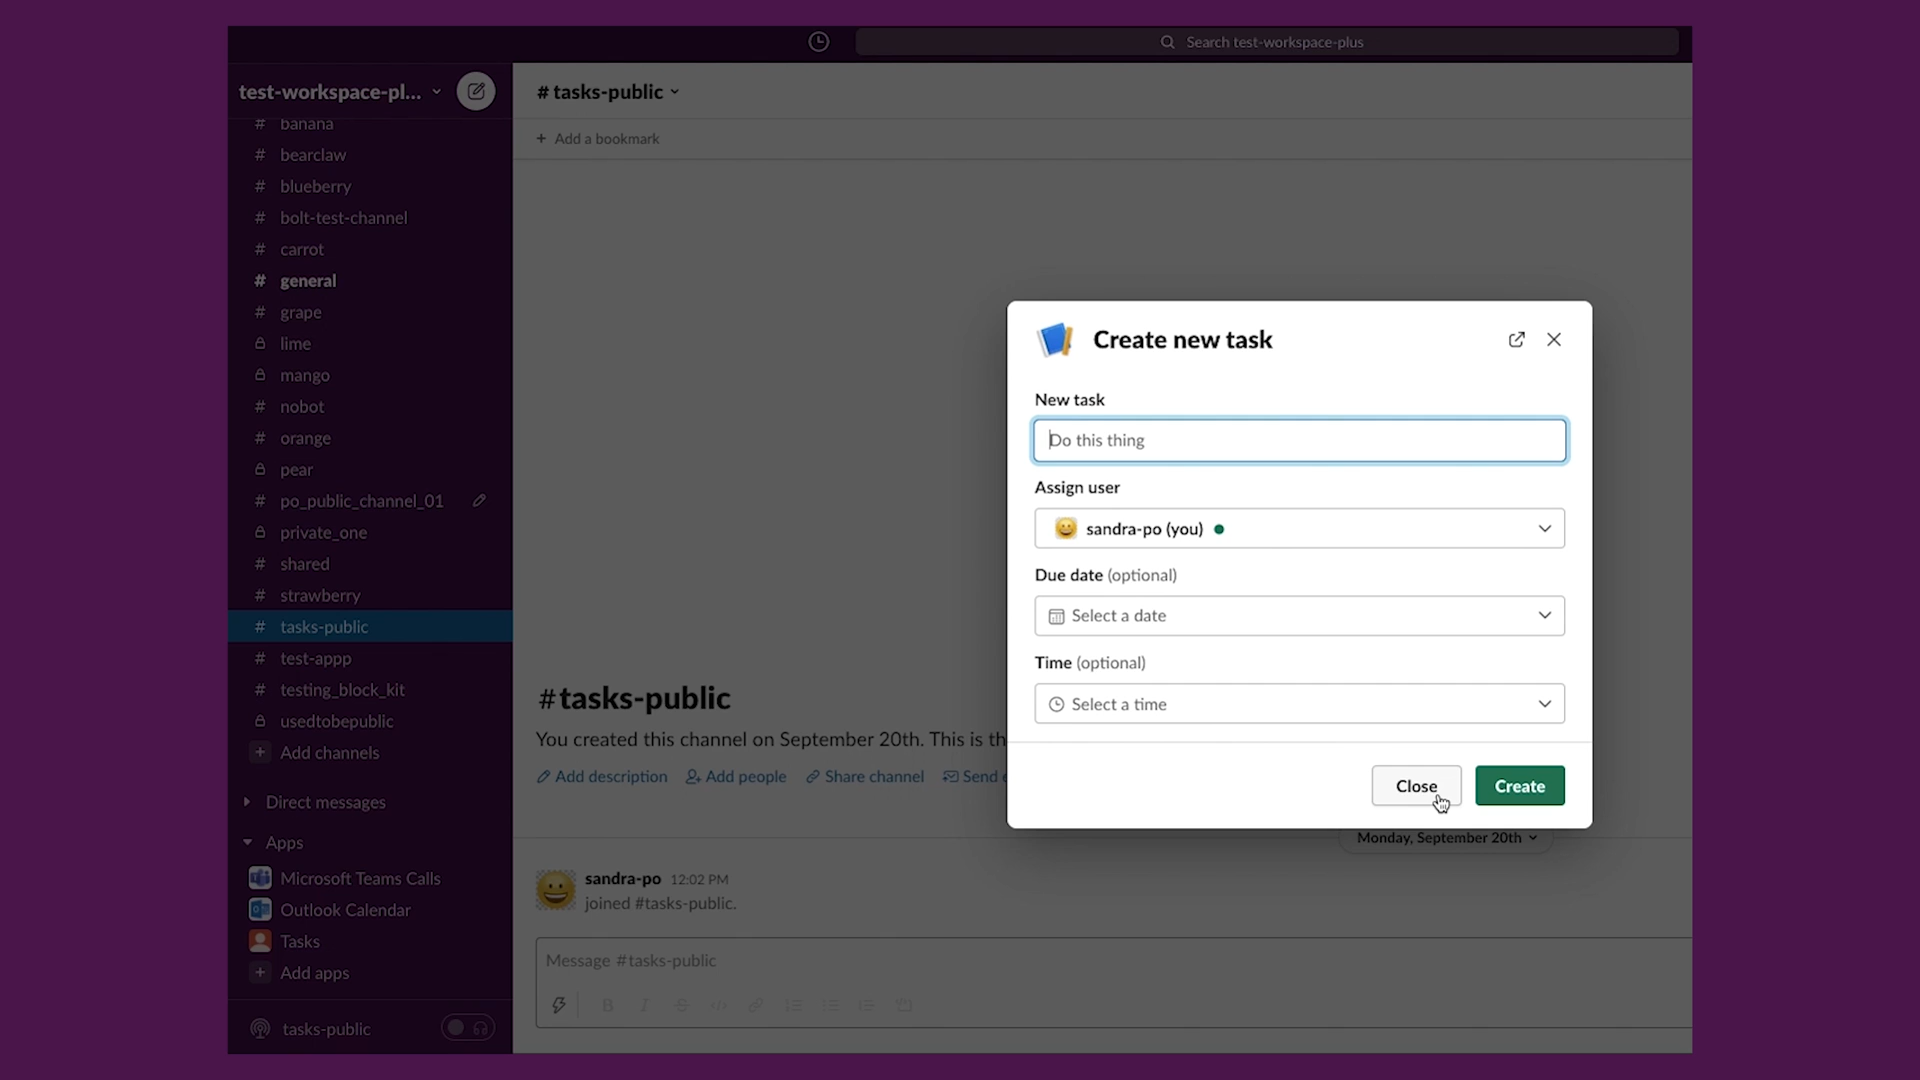 Search test-workspace-plus
test-workspace-pl...
# banana
# bearclaw
# blueberry
# bolt-test-channel
# carrot
# general
# grape
lime
mango
# nobot
# orange
pear
# po_public_channel_01
private_one
# shared
# strawberry
# tasks-public
# test-appp
# testing_block_kit
usedtobepublic
+ Add channels
Direct messages
Apps
Microsoft Teams Calls
Outlook Calendar
Tasks
+ Add apps
tasks-public
# tasks-public
+ Add a bookmark
#tasks-public
You created this channel on September 20th. This is th
Add description Add people Share channel Send e
Monday, September 20th
sandra-po 12:02 PM
joined #tasks-public.
Message #tasks-public
B I S </>
Create new task
New task
Do this thing
Assign user
sandra-po (you)
Due date (optional)
Select a date
Time (optional)
Select a time
Close Create